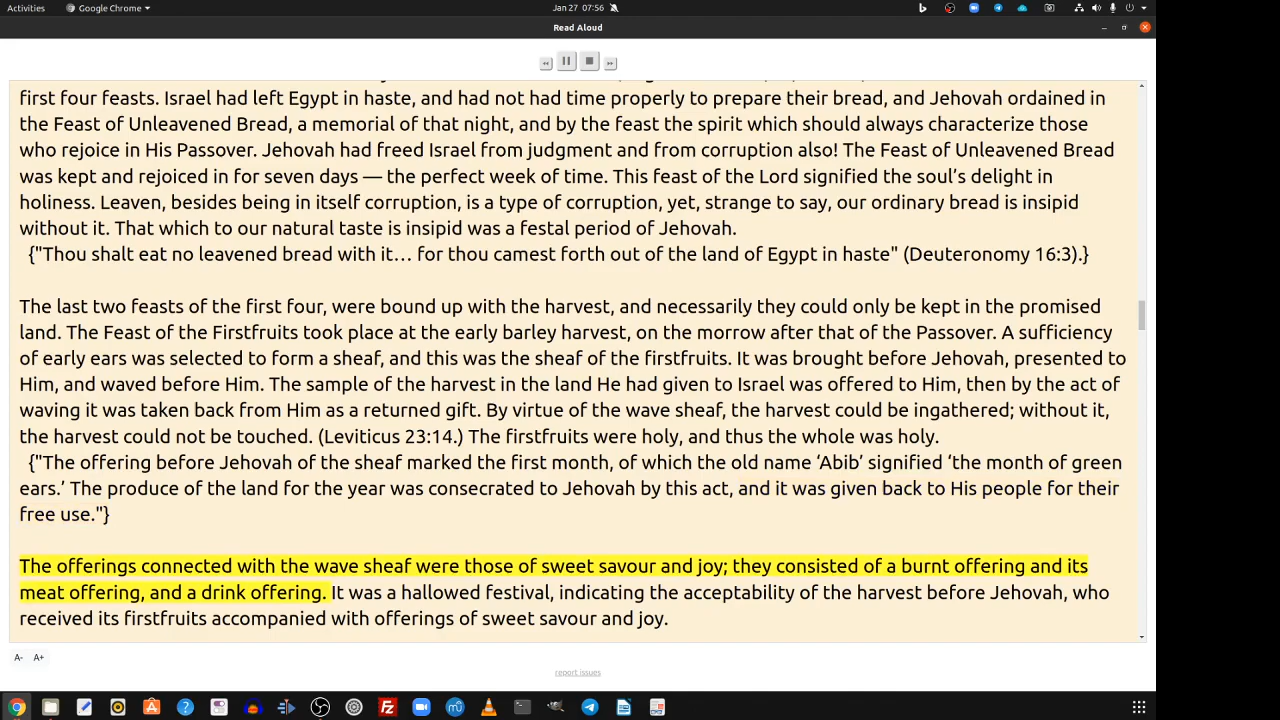 Activities
Google Chrome
Jan 27 07:56
Read Aloud
first four feasts. Israel had left Egypt in haste, and had not had time properly to prepare their bread, and Jehovah ordained in
the Feast of Unleavened Bread, a memorial of that night, and by the feast the spirit which should always characterize those
who rejoice in His Passover. Jehovah had freed Israel from judgment and from corruption also! The Feast of Unleavened Bread
was kept and rejoiced in for seven days — the perfect week of time. This feast of the Lord signified the soul’s delight in
holiness. Leaven, besides being in itself corruption, is a type of corruption, yet, strange to say, our ordinary bread is insipid
without it. That which to our natural taste is insipid was a festal period of Jehovah.
{"Thou shalt eat no leavened bread with it… for thou camest forth out of the land of Egypt in haste" (Deuteronomy 16:3).}
The last two feasts of the first four, were bound up with the harvest, and necessarily they could only be kept in the promised
land. The Feast of the Firstfruits took place at the early barley harvest, on the morrow after that of the Passover. A sufficiency
of early ears was selected to form a sheaf, and this was the sheaf of the firstfruits. It was brought before Jehovah, presented to
Him, and waved before Him. The sample of the harvest in the land He had given to Israel was offered to Him, then by the act of
waving it was taken back from Him as a returned gift. By virtue of the wave sheaf, the harvest could be ingathered; without it,
the harvest could not be touched. (Leviticus 23:14.) The firstfruits were holy, and thus the whole was holy.
{"The offering before Jehovah of the sheaf marked the first month, of which the old name ‘Abib’ signified ‘the month of green
ears.’ The produce of the land for the year was consecrated to Jehovah by this act, and it was given back to His people for their
free use."}
The offerings connected with the wave sheaf were those of sweet savour and joy; they consisted of a burnt offering and its
meat offering, and a drink offering. It was a hallowed festival, indicating the acceptability of the harvest before Jehovah, who
received its firstfruits accompanied with offerings of sweet savour and joy.
A- A+
report issues